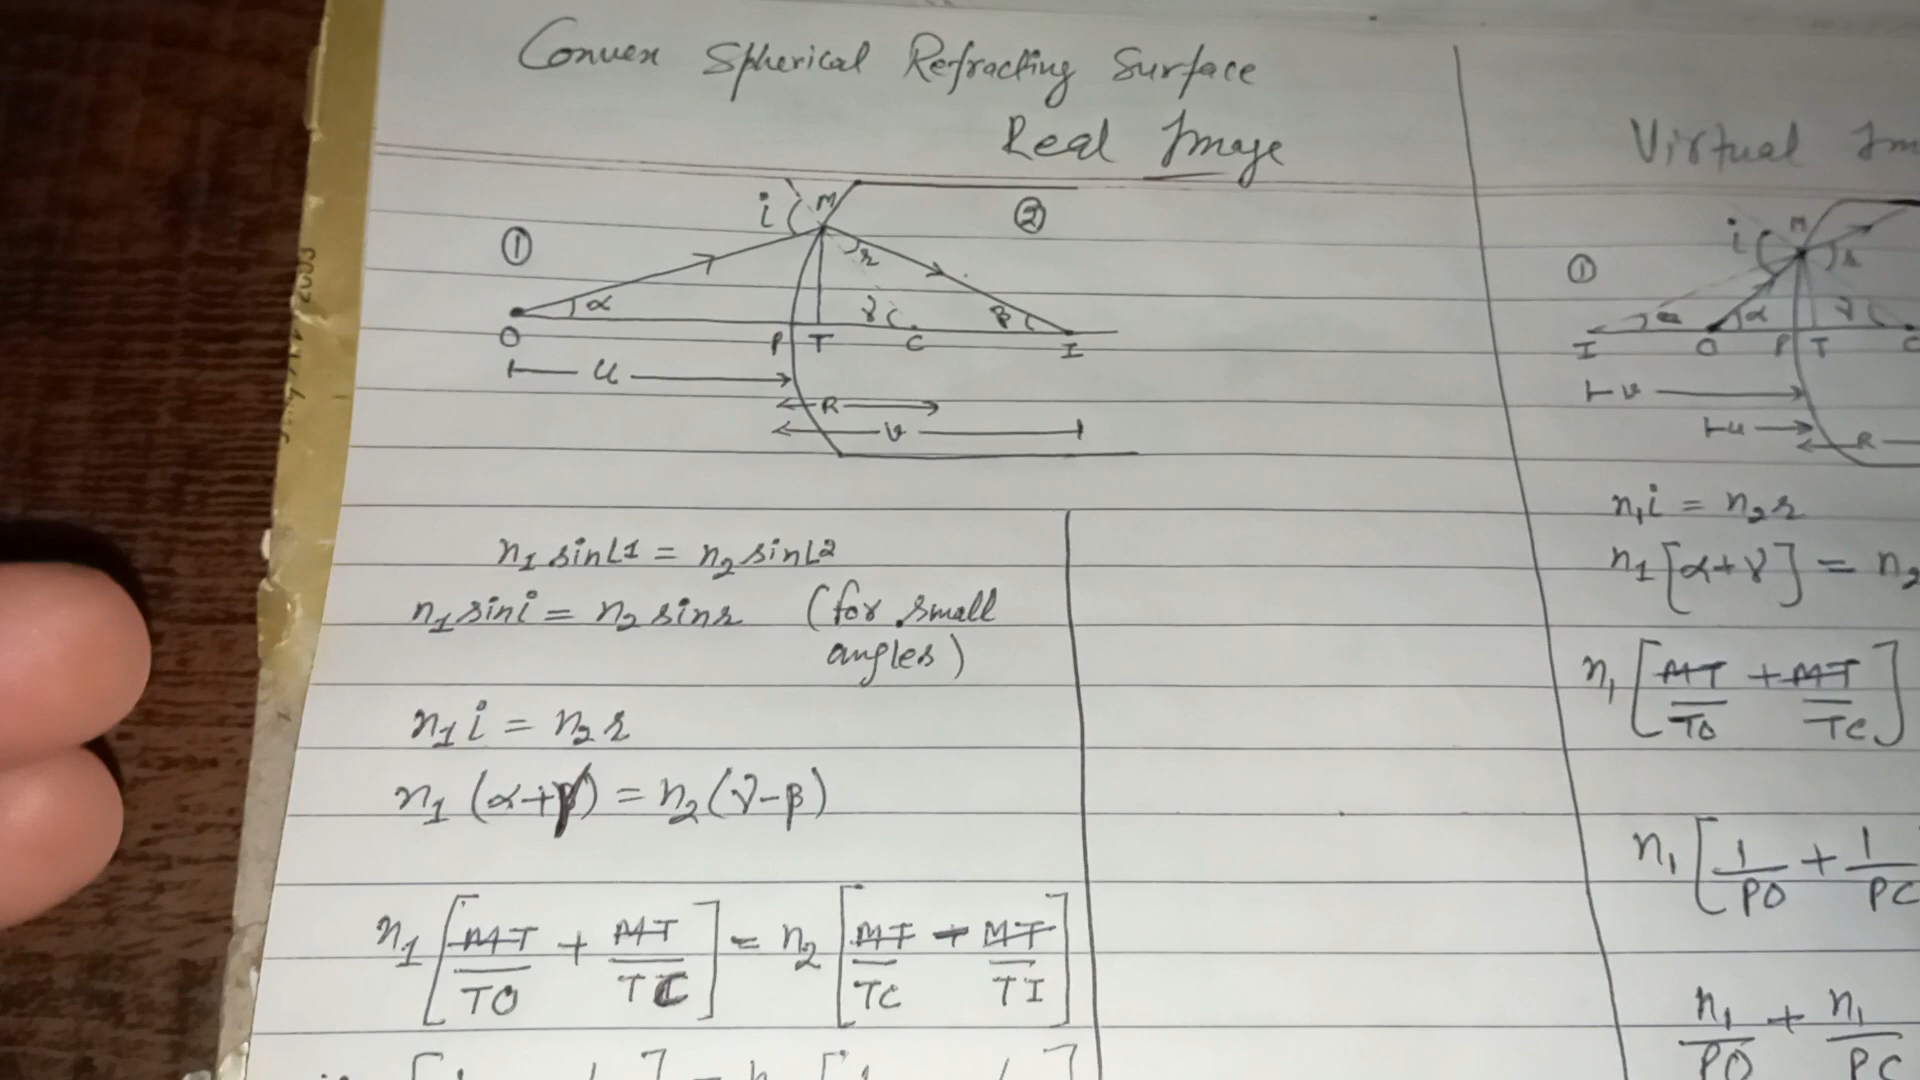 Convex Spherical Refracting Surface
Real Image
i M
① ②
r
α γ β
O P T C I
u
R
v
n₁ sin∠1 = n₂ sin∠2
n₁ sin i = n₂ sin r (for small
angles)
n₁ i = n₂ r
n₁ (α+γ) = n₂ (γ-β)
n₁ [MT/TO + MT/TC] = n₂ [MT/TC - MT/TI]
Virtual Im
i M
①
α γ
I O P T C
v
u
R
n₁i = n₂r
n₁[α+γ] = n₂
n₁ [MT/TO + MT/TC]
n₁ [1/PO + 1/PC
n₁/PO + n₁/PC